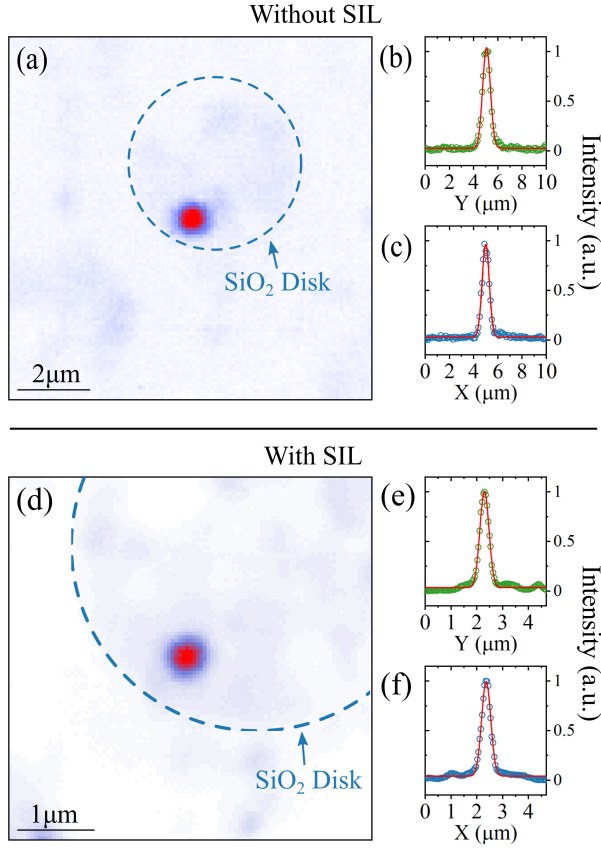 Without SIL
(a)
SiO₂ Disk
2μm
(b)
0
0.5
1
0 2 4 6 8 10
Y (μm)
(c)
0
0.5
1
0 2 4 6 8 10
X (μm)
Intensity (a.u.)
With SIL
(d)
SiO₂ Disk
1μm
(e)
0
0.5
1
0 1 2 3 4
Y (μm)
(f)
0
0.5
1
0 1 2 3 4
X (μm)
Intensity (a.u.)